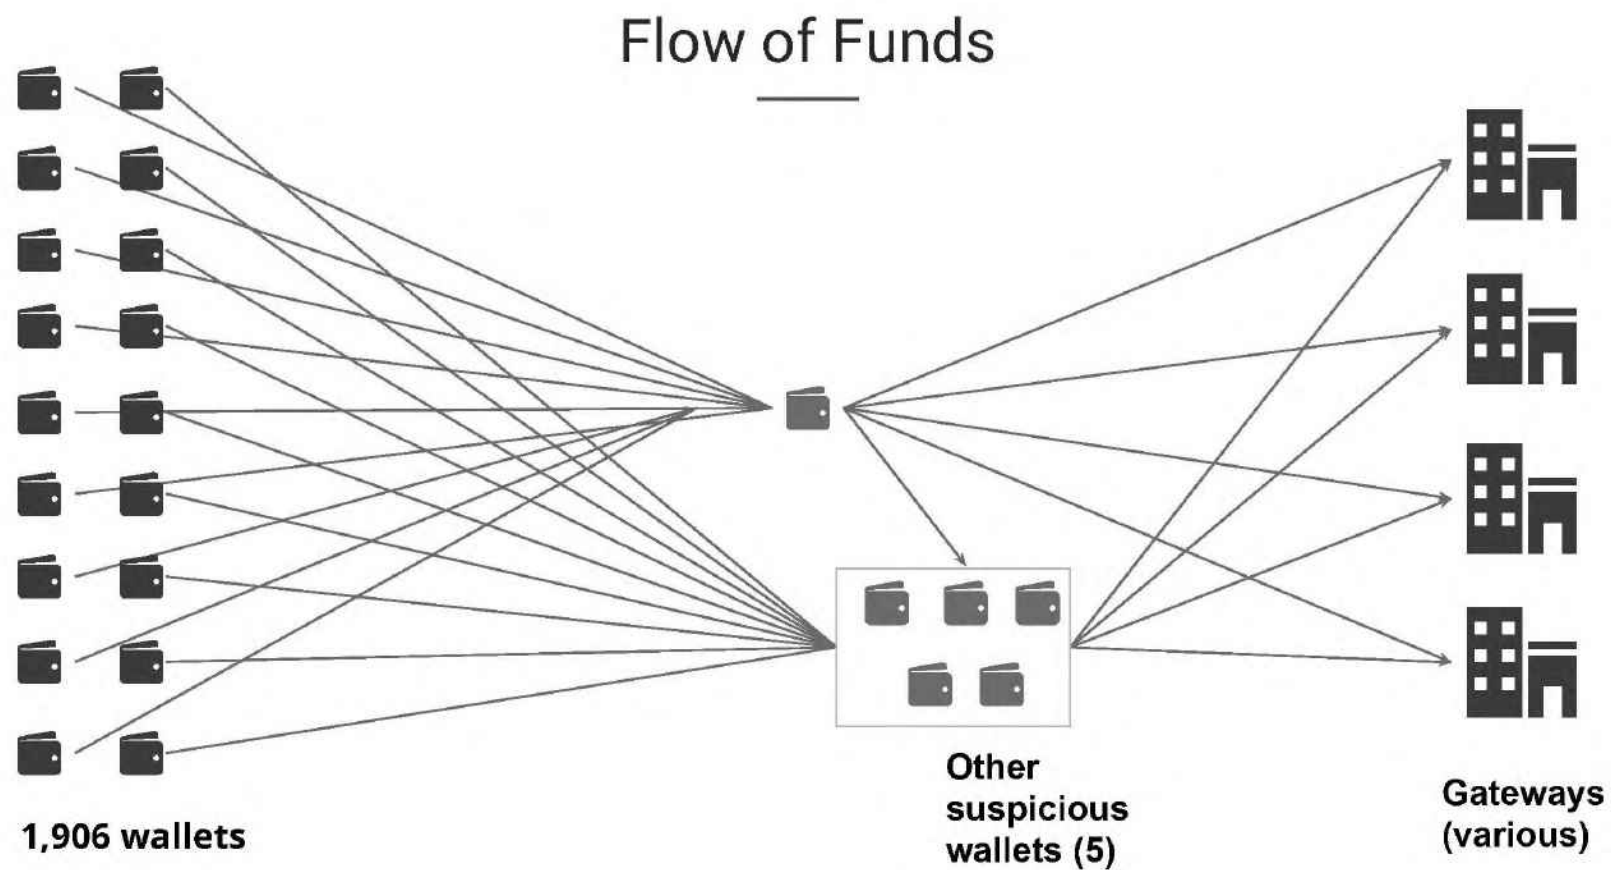 Flow of Funds
1,906 wallets
Other
suspicious
wallets (5)
Gateways
(various)